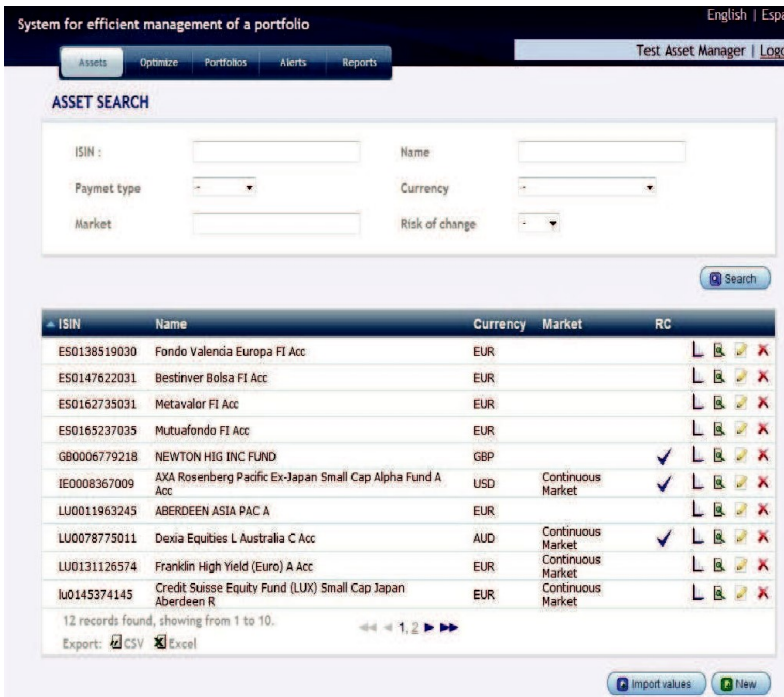 English | Espa
System for efficient management of a portfolio
Test Asset Manager | Logo
Assets Optimize Portfolios Alerts Reports
ASSET SEARCH
ISIN : Name
Paymet type - Currency -
Market Risk of change -
Search
ISIN Name Currency Market RC
ES0138519030 Fondo Valencia Europa FI Acc EUR
ES0147622031 Bestinver Bolsa FI Acc EUR
ES0162735031 Metavalor FI Acc EUR
ES0165237035 Mutuafondo FI Acc EUR
GB0006779218 NEWTON HIG INC FUND GBP
IE0008367009 AXA Rosenberg Pacific Ex-Japan Small Cap Alpha Fund A Acc USD Continuous Market
LU0011963245 ABERDEEN ASIA PAC A EUR
LU0078775011 Dexia Equities L Australia C Acc AUD Continuous Market
LU0131126574 Franklin High Yield (Euro) A Acc EUR Continuous Market
lu0145374145 Credit Suisse Equity Fund (LUX) Small Cap Japan Aberdeen R EUR Continuous Market
12 records found, showing from 1 to 10. 1, 2
Export: CSV Excel
Import values New